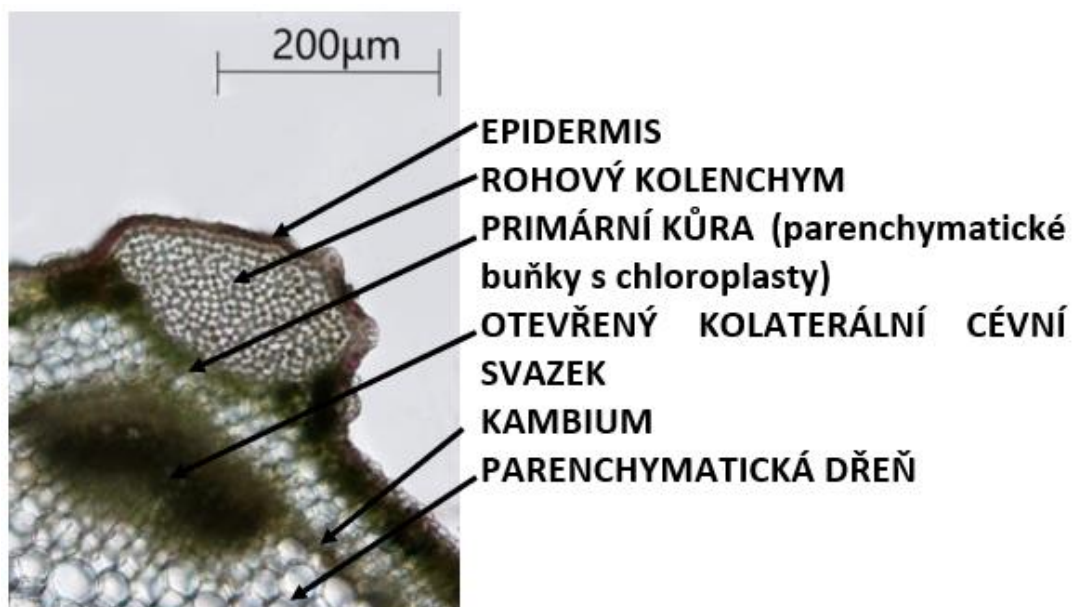 200µm
EPIDERMIS
ROHOVÝ KOLENCHYM
PRIMÁRNÍ KŮRA (parenchymatické
buňky s chloroplasty)
OTEVŘENÝ KOLATERÁLNÍ CÉVNÍ
SVAZEK
KAMBIUM
PARENCHYMATICKÁ DŘEŇ